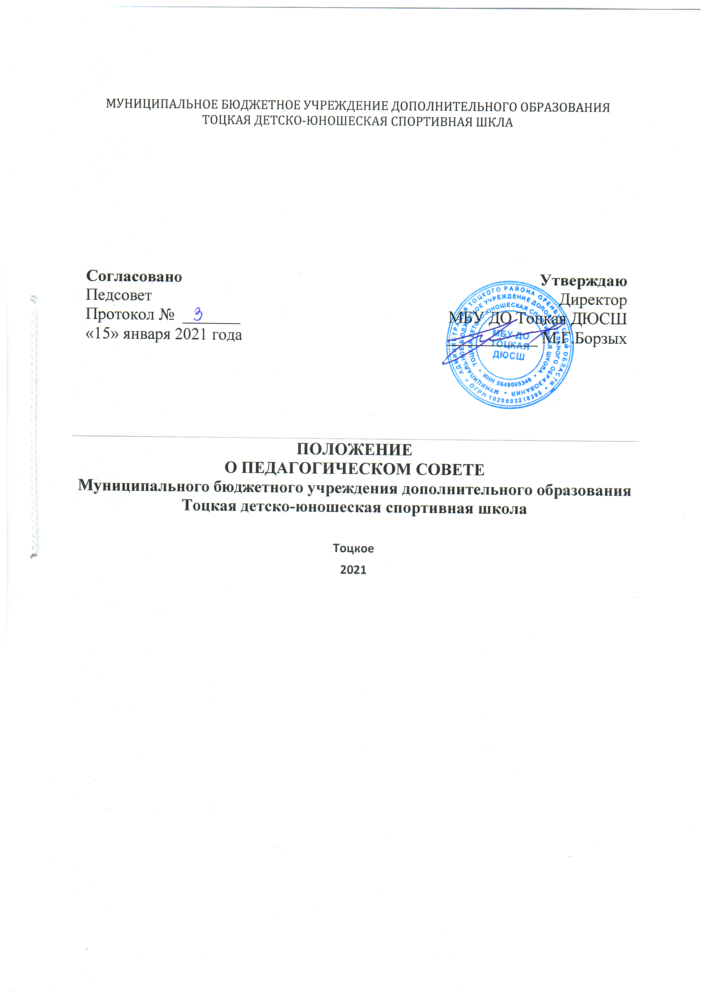 МУНИЦИПАЛЬНОЕ БЮДЖЕТНОЕ УЧРЕЖДЕНИЕ ДОПОЛНИТЕЛЬНОГО ОБРАЗОВАНИЯ
ТОЦКАЯ ДЕТСКО-ЮНОШЕСКАЯ СПОРТИВНАЯ ШКЛА
Согласовано
Педсовет
Протокол № 3
«15» января 2021 года
Утверждаю
Директор
МБУ ДО Тоцкая ДЮСШ
М.Г.Борзых
АДМИНИСТРАЦИЯ ТОЦКОГО РАЙОНА ОРЕНБУРГСКОЙ ОБЛАСТИ • ОГРН 1025603218398 •
МУНИЦИПАЛЬНОЕ БЮДЖЕТНОЕ УЧРЕЖДЕНИЕ ДОПОЛНИТЕЛЬНОГО ОБРАЗОВАНИЯ •
ТОЦКАЯ ДЕТСКО-ЮНОШЕСКАЯ СПОРТИВНАЯ ШКОЛА • ИНН 5649005346 •
МБУ ДО
ТОЦКАЯ
ДЮСШ
ПОЛОЖЕНИЕ
О ПЕДАГОГИЧЕСКОМ СОВЕТЕ
Муниципального бюджетного учреждения дополнительного образования
Тоцкая детско-юношеская спортивная школа
Тоцкое
2021